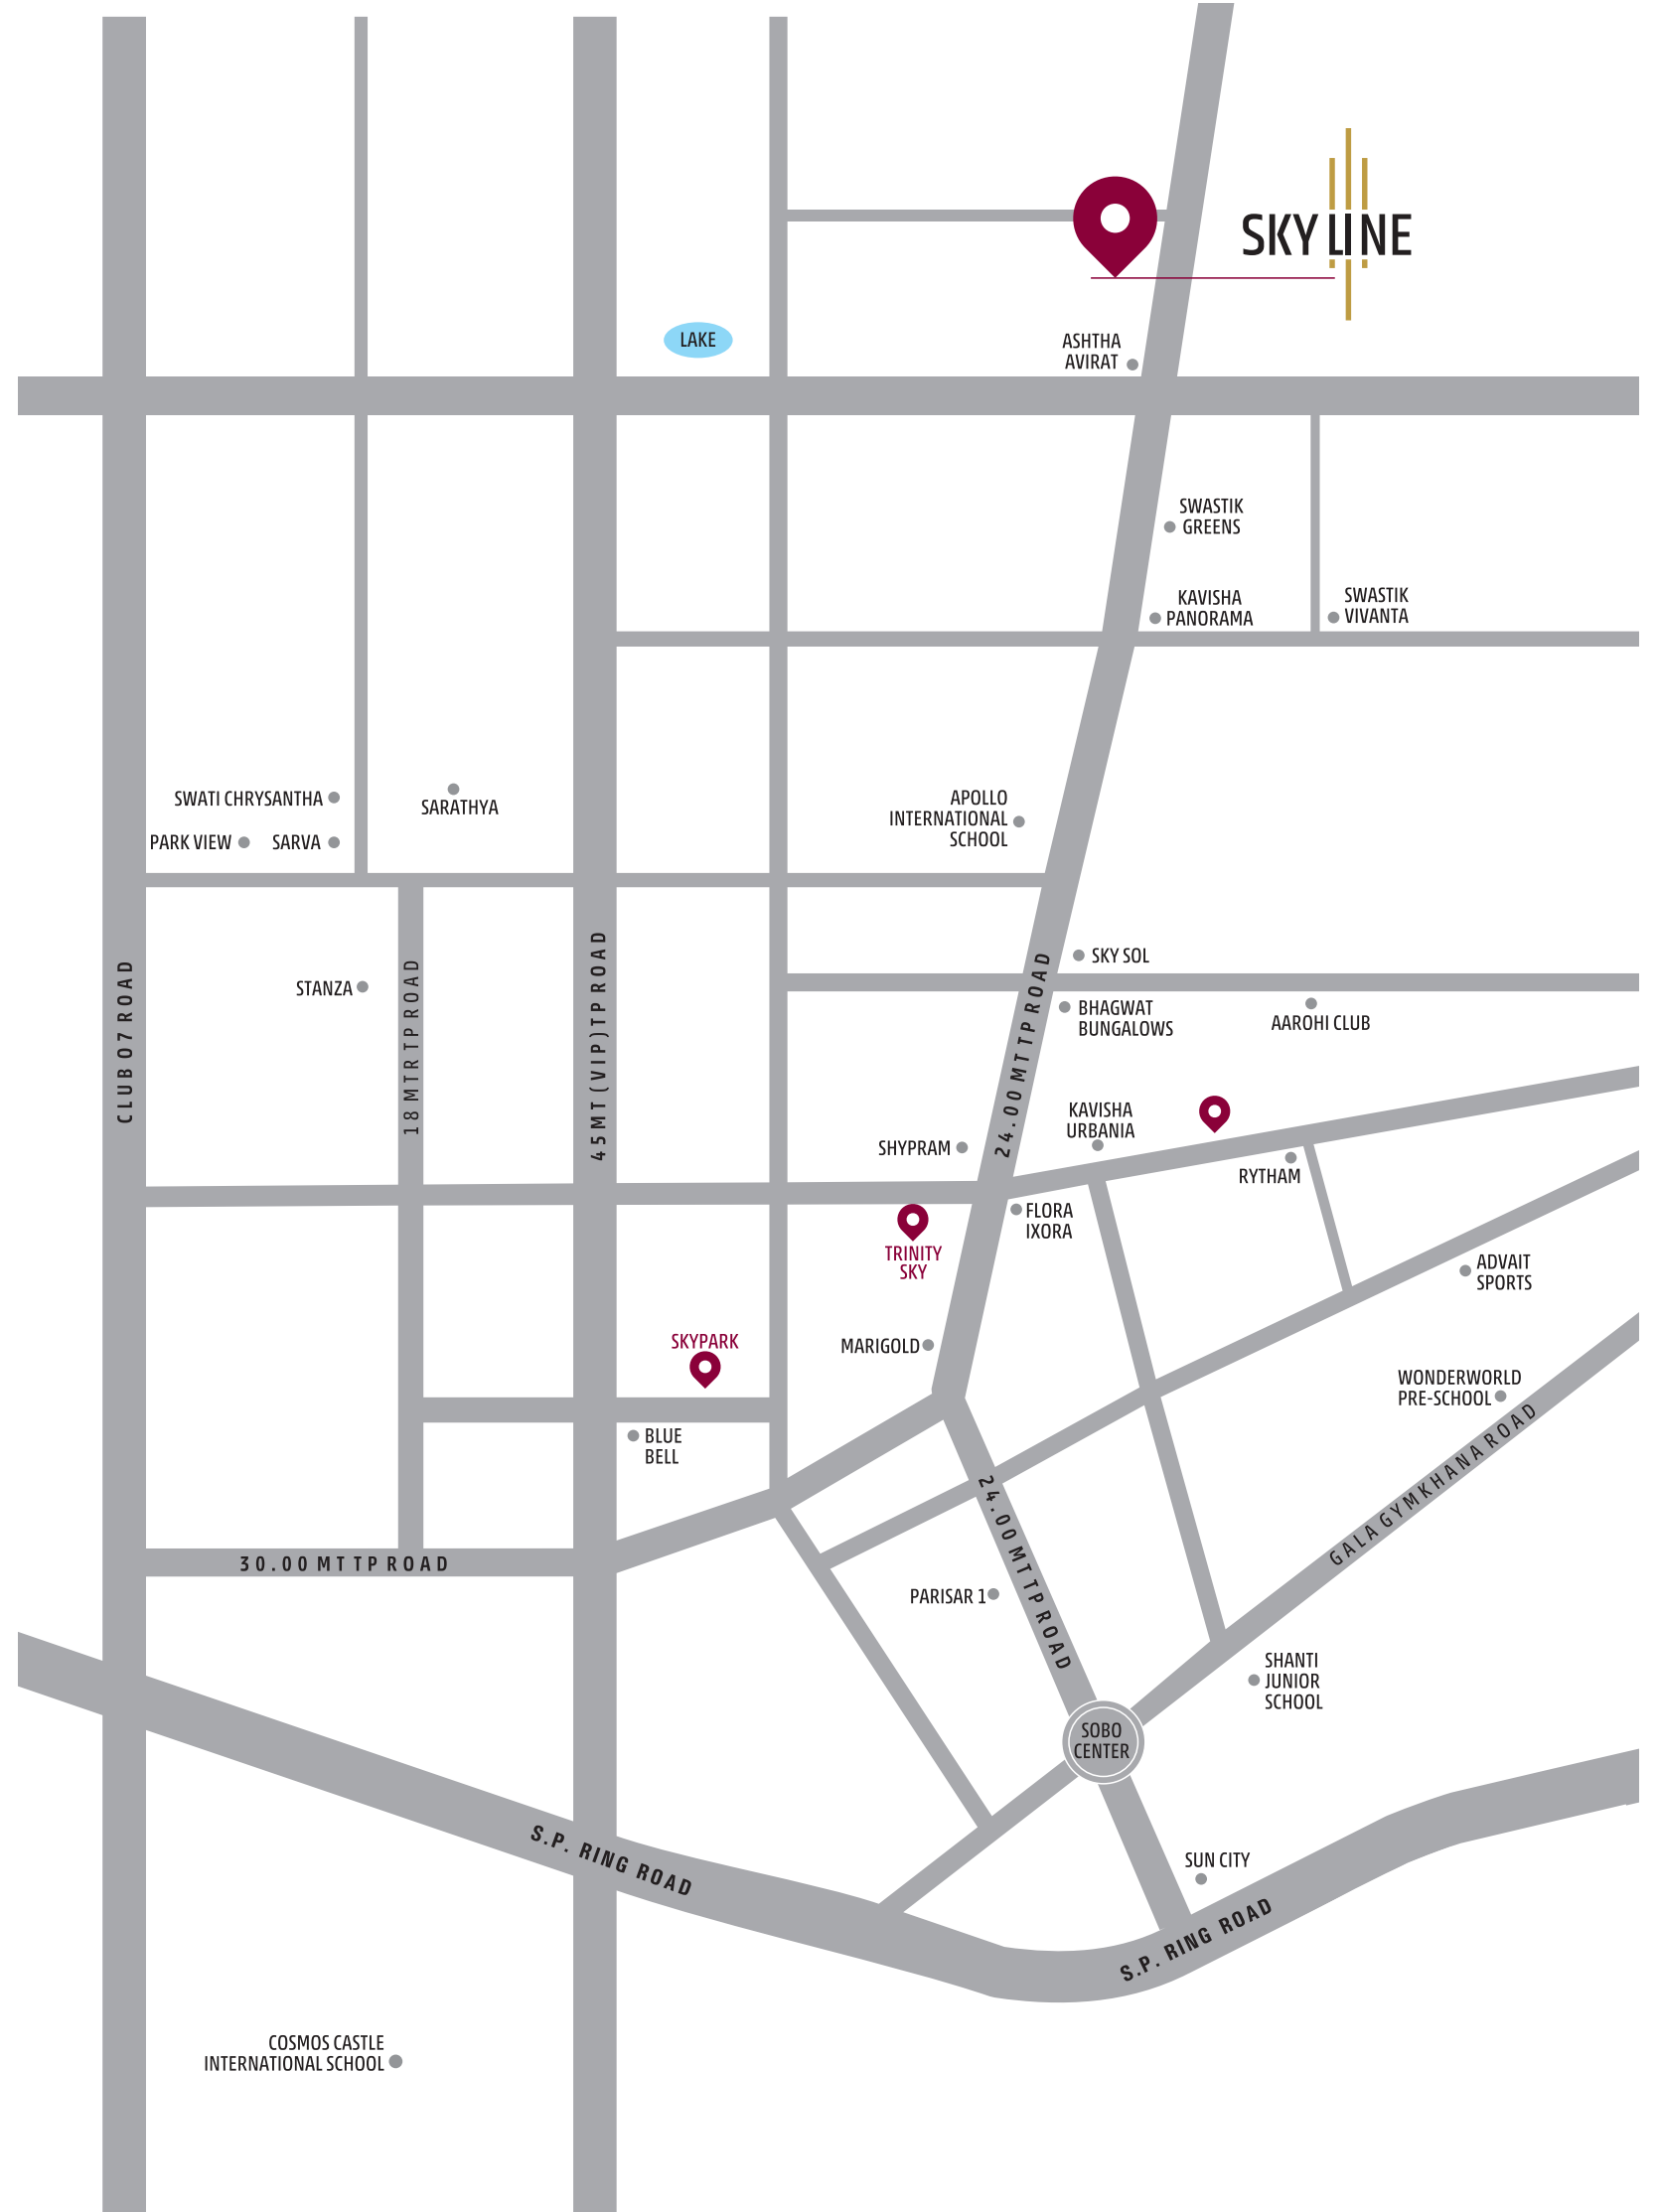 SKYLINE
LAKE
ASHTHA
AVIRAT
SWASTIK
GREENS
KAVISHA
PANORAMA
SWASTIK
VIVANTA
SWATI CHRYSANTHA
SARATHYA
PARK VIEW
SARVA
APOLLO
INTERNATIONAL
SCHOOL
CLUB O7 ROAD
STANZA
18 MTR TP ROAD
45 MT (VIP) TP ROAD
24.00 MT TP ROAD
SKY SOL
BHAGWAT
BUNGALOWS
AAROHI CLUB
KAVISHA
URBANIA
SHYPRAM
RYTHAM
FLORA
IXORA
TRINITY
SKY
ADVAIT
SPORTS
SKYPARK
MARIGOLD
WONDERWORLD
PRE-SCHOOL
BLUE
BELL
GALA GYMKHANA ROAD
24.00 MT TP ROAD
30.00 MT TP ROAD
PARISAR 1
SHANTI
JUNIOR
SCHOOL
SOBO
CENTER
S.P. RING ROAD
SUN CITY
S.P. RING ROAD
COSMOS CASTLE
INTERNATIONAL SCHOOL